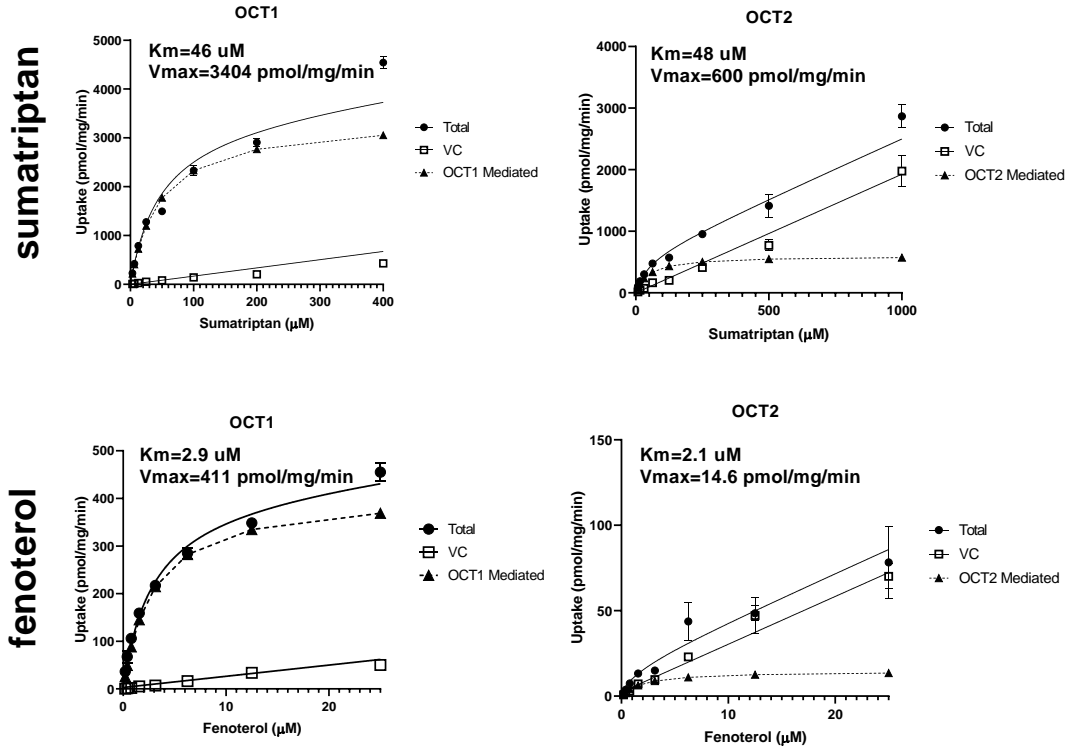 sumatriptan
OCT1
Km=46 uM
Vmax=3404 pmol/mg/min
Uptake (pmol/mg/min)
5000
4000
3000
2000
1000
0
0
100
200
300
400
Sumatriptan (μM)
Total
VC
OCT1 Mediated
OCT2
Km=48 uM
Vmax=600 pmol/mg/min
Uptake (pmol/mg/min)
4000
3000
2000
1000
0
0
500
1000
Sumatriptan (μM)
Total
VC
OCT2 Mediated
fenoterol
OCT1
Km=2.9 uM
Vmax=411 pmol/mg/min
Uptake (pmol/mg/min)
500
400
300
200
100
0
0
10
20
Fenoterol (μM)
Total
VC
OCT1 Mediated
OCT2
Km=2.1 uM
Vmax=14.6 pmol/mg/min
Uptake (pmol/mg/min)
150
100
50
0
0
10
20
Fenoterol (μM)
Total
VC
OCT2 Mediated